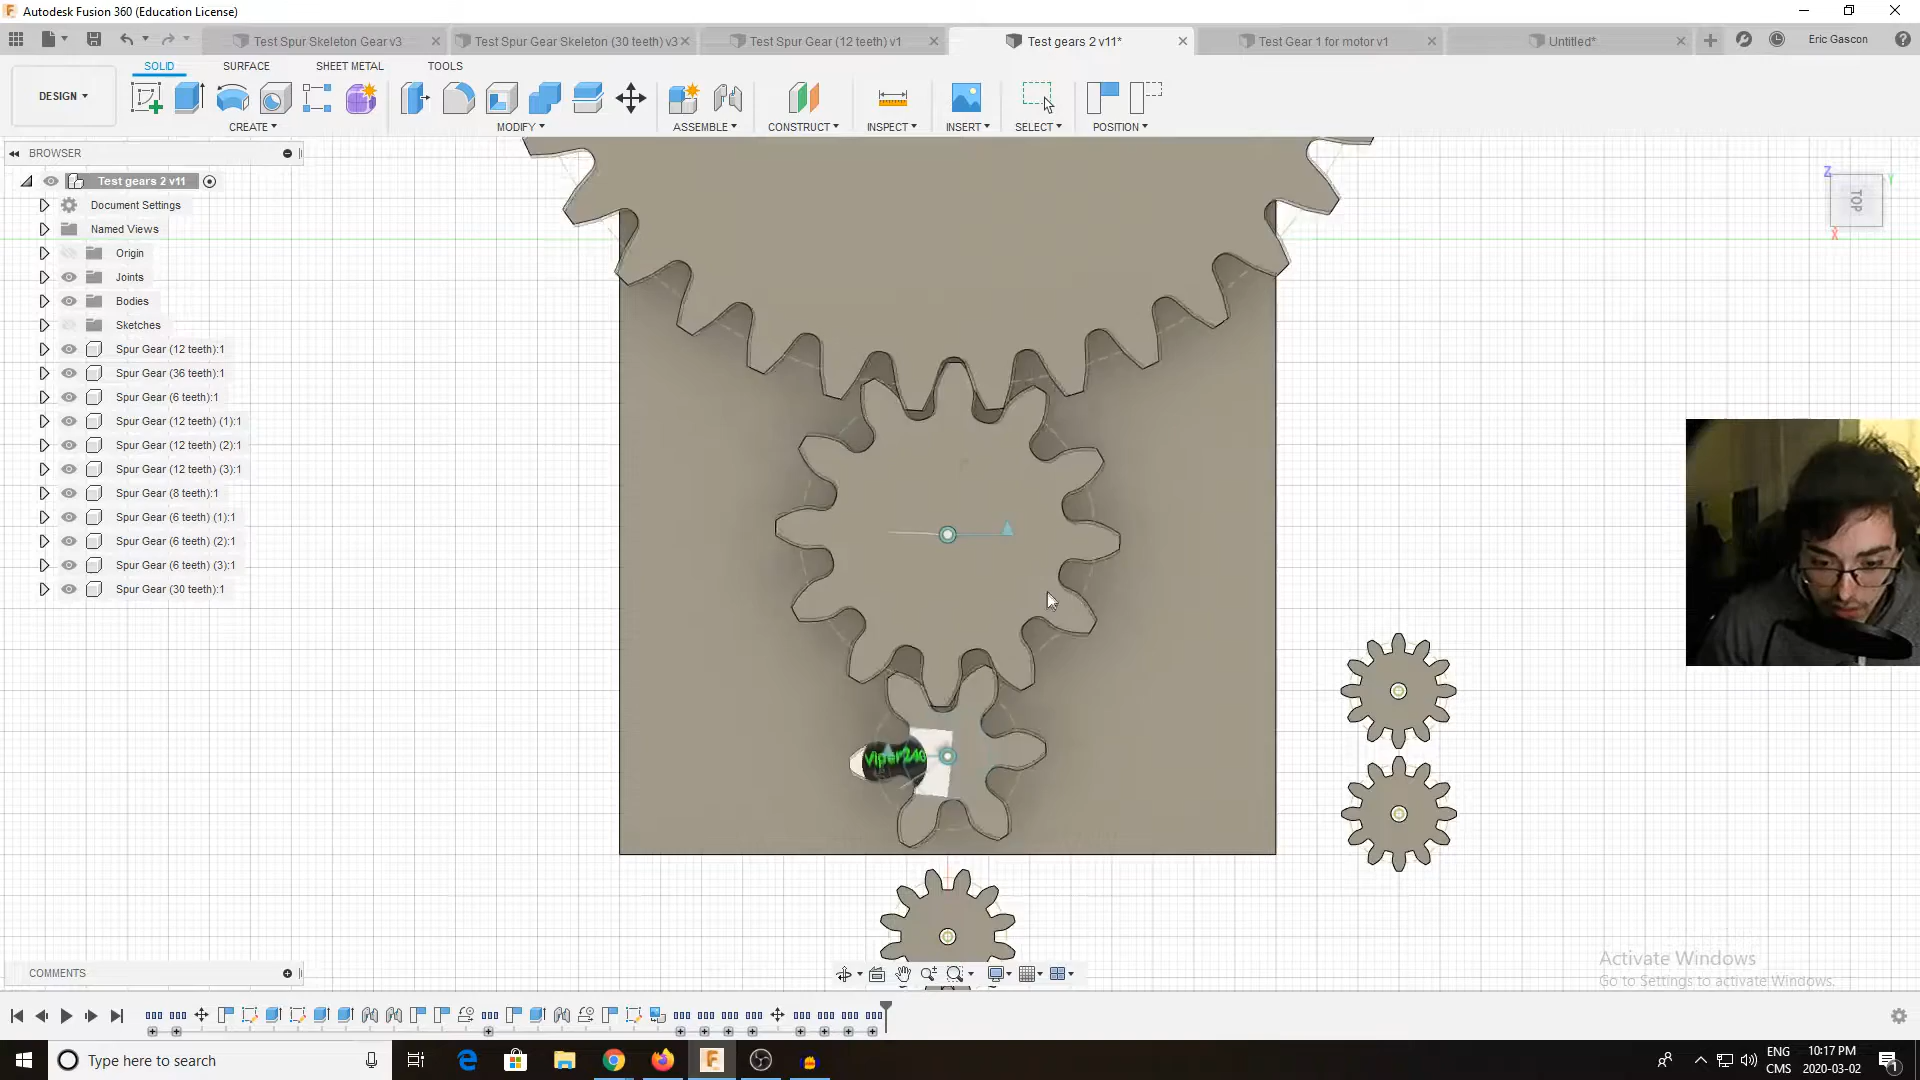 Autodesk Fusion 360 (Education License)
Test Spur Skeleton Gear v3
Test Spur Gear Skeleton (30 teeth) v3
Test Spur Gear (12 teeth) v1
Test gears 2 v11*
Test Gear 1 for motor v1
Untitled*
Eric Gascon
SOLID
SURFACE
SHEET METAL
TOOLS
DESIGN
CREATE
MODIFY
ASSEMBLE
CONSTRUCT
INSPECT
INSERT
SELECT
POSITION
BROWSER
Test gears 2 v11
Document Settings
Named Views
Origin
Joints
Bodies
Sketches
Spur Gear (12 teeth):1
Spur Gear (36 teeth):1
Spur Gear (6 teeth):1
Spur Gear (12 teeth) (1):1
Spur Gear (12 teeth) (2):1
Spur Gear (12 teeth) (3):1
Spur Gear (8 teeth):1
Spur Gear (6 teeth) (1):1
Spur Gear (6 teeth) (2):1
Spur Gear (6 teeth) (3):1
Spur Gear (30 teeth):1
Z
Y
TOP
X
Viper240
Activate Windows
Go to Settings to activate Windows.
COMMENTS
Type here to search
ENG
CMS
10:17 PM
2020-03-02
1